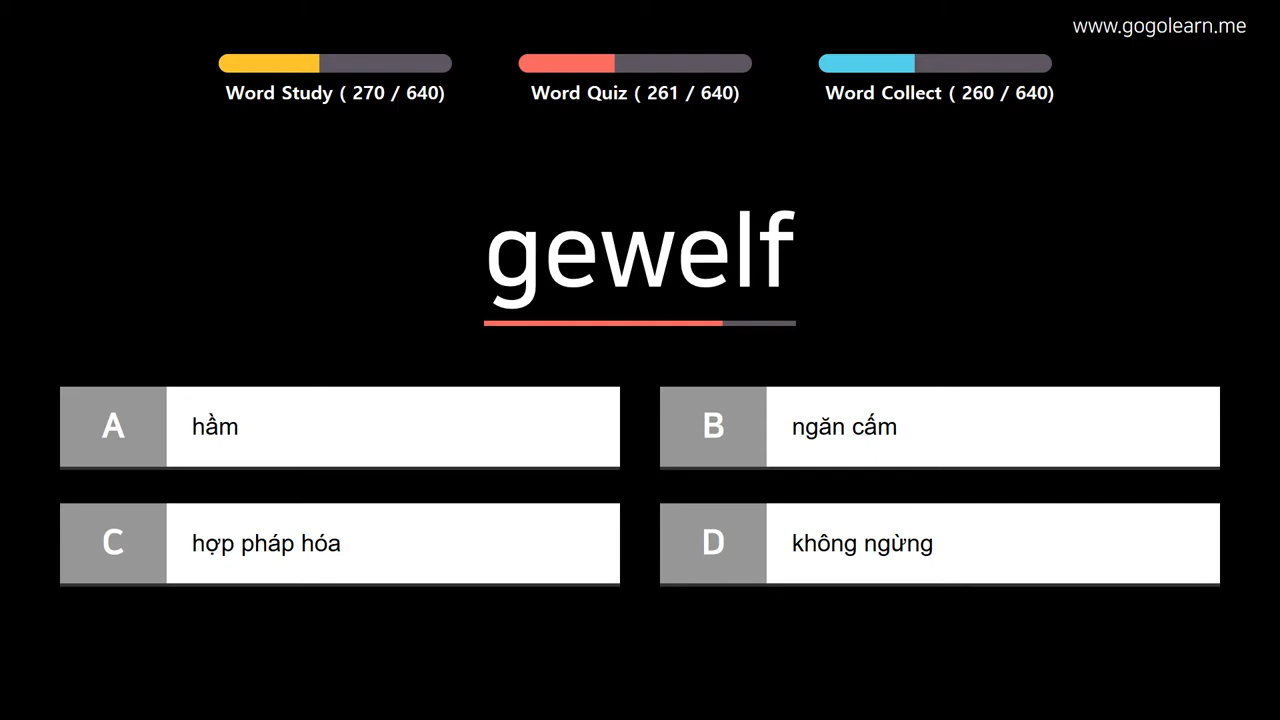 www.gogolearn.me
Word Study ( 270 / 640)
Word Quiz ( 261 / 640)
Word Collect ( 260 / 640)
gewelf
A hầm
B ngăn cấm
C hợp pháp hóa
D không ngừng